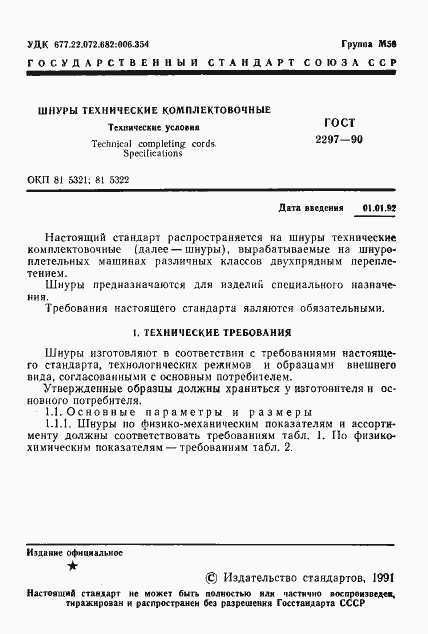 УДК 677.22.072.682:006.354 Группа М58
ГОСУДАРСТВЕННЫЙ СТАНДАРТ СОЮЗА ССР
ШНУРЫ ТЕХНИЧЕСКИЕ КОМПЛЕКТОВОЧНЫЕ
Технические условия
Technical completing cords.
Specifications
ГОСТ
2297—90
ОКП 81 5321; 81 5322
Дата введения 01.01.92
Настоящий стандарт распространяется на шнуры технические
комплектовочные (далее — шнуры), вырабатываемые на шнуро-
плетельных машинах различных классов двухпрядным перепле-
тением.
Шнуры предназначаются для изделий специального назначе-
ния.
Требования настоящего стандарта являются обязательными.
1. ТЕХНИЧЕСКИЕ ТРЕБОВАНИЯ
Шнуры изготовляют в соответствии с требованиями настояще-
го стандарта, технологических режимов и образцами внешнего
вида, согласованными с основным потребителем.
Утвержденные образцы должны храниться у изготовителя и ос-
новного потребителя.
1.1. Основные параметры и размеры
1.1.1. Шнуры по физико-механическим показателям и ассорти-
менту должны соответствовать требованиям табл. 1. По физико-
химическим показателям — требованиям табл. 2.
Издание официальное
★
© Издательство стандартов, 1991
Настоящий стандарт не может быть полностью или частично воспроизведен,
тиражирован и распространен без разрешения Госстандарта СССР